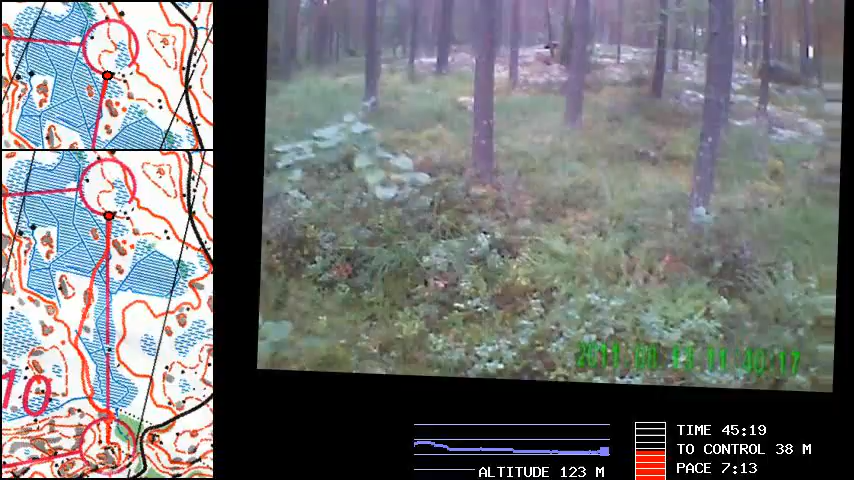 10
2011 08 13 11:40:17
TIME 45:19
TO CONTROL 38 M
ALTITUDE 123 M
PACE 7:13